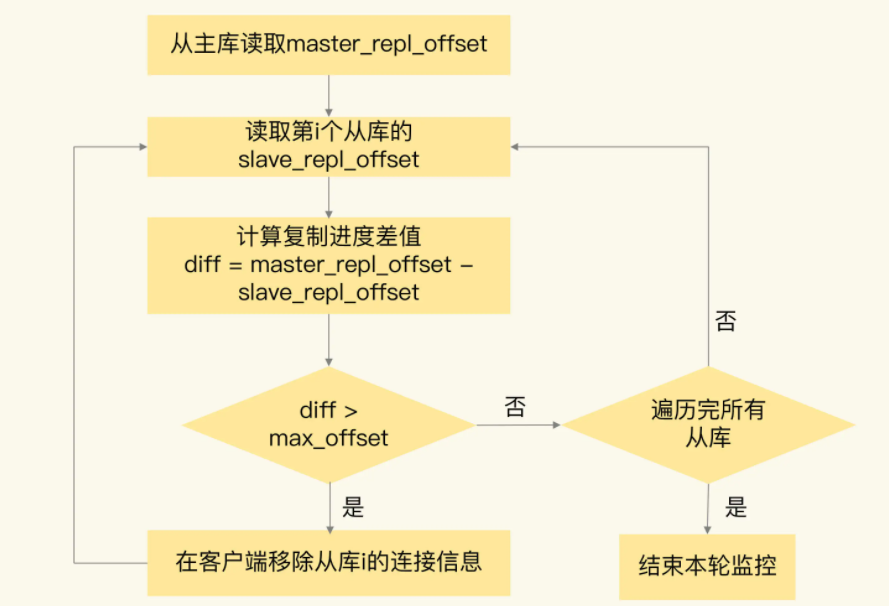 从主库读取master_repl_offset
读取第i个从库的
slave_repl_offset
计算复制进度差值
diff = master_repl_offset –
slave_repl_offset
否
diff >
max_offset
否
遍历完所有
从库
是
是
在客户端移除从库i的连接信息
结束本轮监控